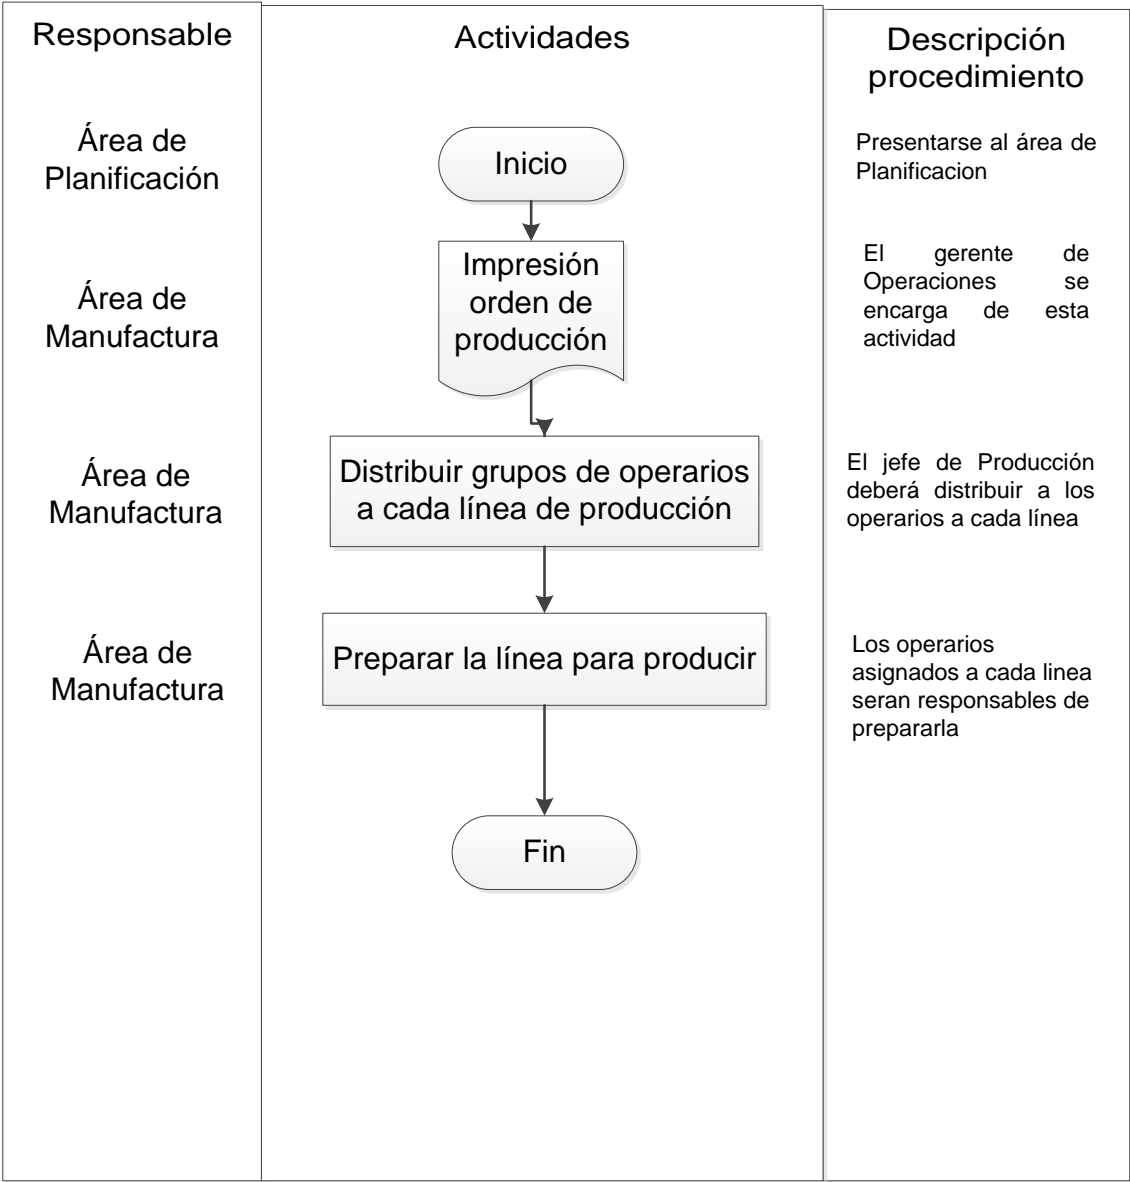 Responsable
Actividades
Descripción
procedimiento
Área de
Planificación
Inicio
Presentarse al área de
Planificacion
Área de
Manufactura
Impresión
orden de
producción
El gerente de
Operaciones se
encarga de esta
actividad
Área de
Manufactura
Distribuir grupos de operarios
a cada línea de producción
El jefe de Producción
deberá distribuir a los
operarios a cada línea
Área de
Manufactura
Preparar la línea para producir
Los operarios
asignados a cada linea
seran responsables de
prepararla
Fin